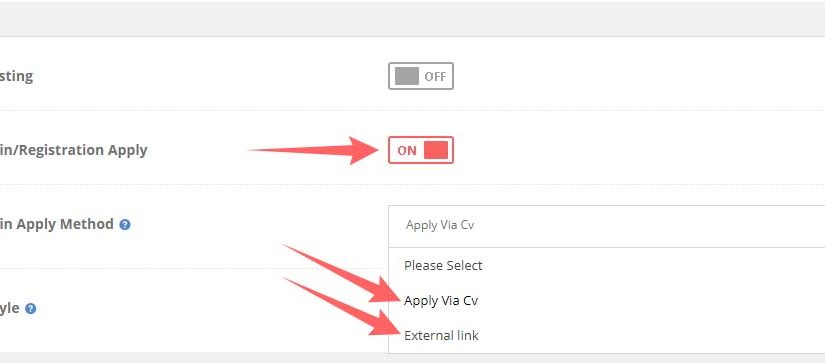 sting
OFF
in/Registration Apply
ON
in Apply Method ?
Apply Via Cv
Please Select
Apply Via Cv
yle ?
External link